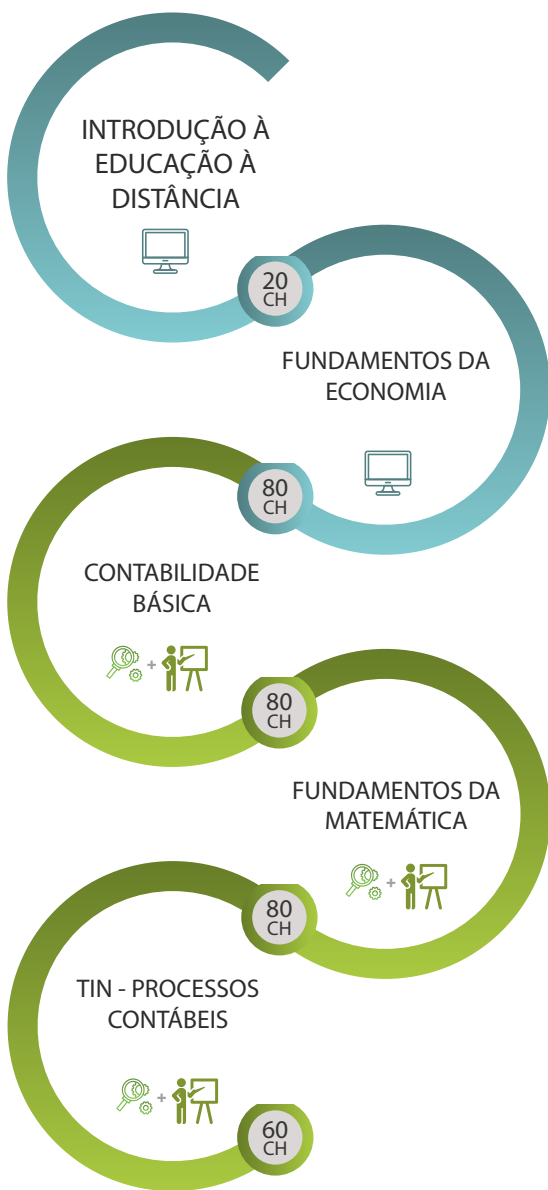 INTRODUÇÃO À
EDUCAÇÃO À
DISTÂNCIA
20
CH
FUNDAMENTOS DA
ECONOMIA
80
CH
CONTABILIDADE
BÁSICA
+
80
CH
FUNDAMENTOS DA
MATEMÁTICA
+
80
CH
TIN - PROCESSOS
CONTÁBEIS
+
60
CH